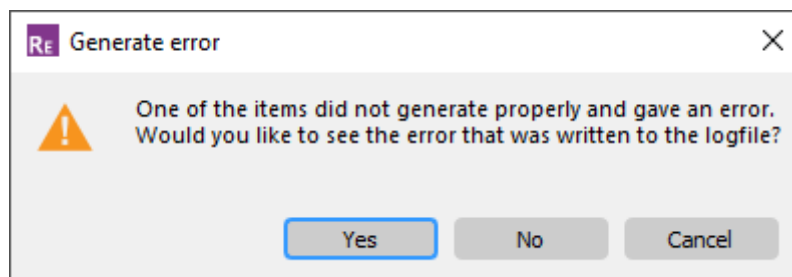 RE Generate error
One of the items did not generate properly and gave an error.
Would you like to see the error that was written to the logfile?
Yes No Cancel